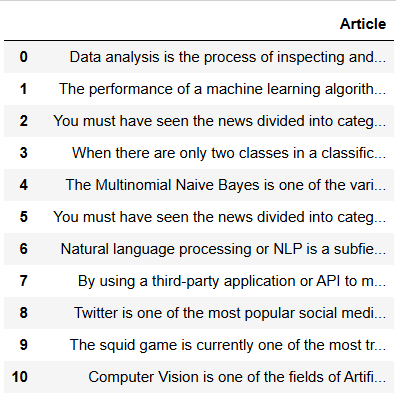 Article
0 Data analysis is the process of inspecting and...
1 The performance of a machine learning algorith...
2 You must have seen the news divided into categ...
3 When there are only two classes in a classific...
4 The Multinomial Naive Bayes is one of the vari...
5 You must have seen the news divided into categ...
6 Natural language processing or NLP is a subfie...
7 By using a third-party application or API to m...
8 Twitter is one of the most popular social medi...
9 The squid game is currently one of the most tr...
10 Computer Vision is one of the fields of Artifi...